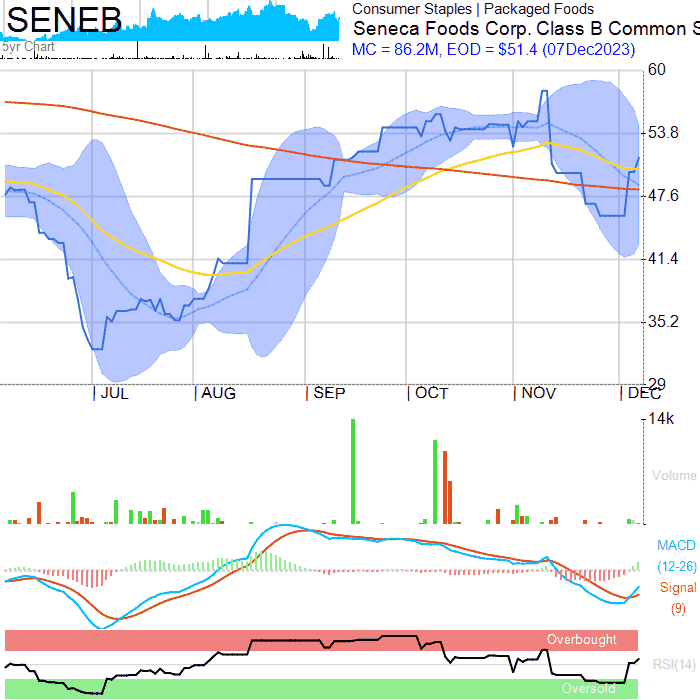 SENEB
5yr Chart
Consumer Staples | Packaged Foods
Seneca Foods Corp. Class B Common S
MC = 86.2M, EOD = $51.4 (07Dec2023)
60
53.8
47.6
41.4
35.2
29
JUL AUG SEP OCT NOV DEC
14k
Volume
MACD
(12-26)
Signal
(9)
Overbought
RSI(14)
Oversold